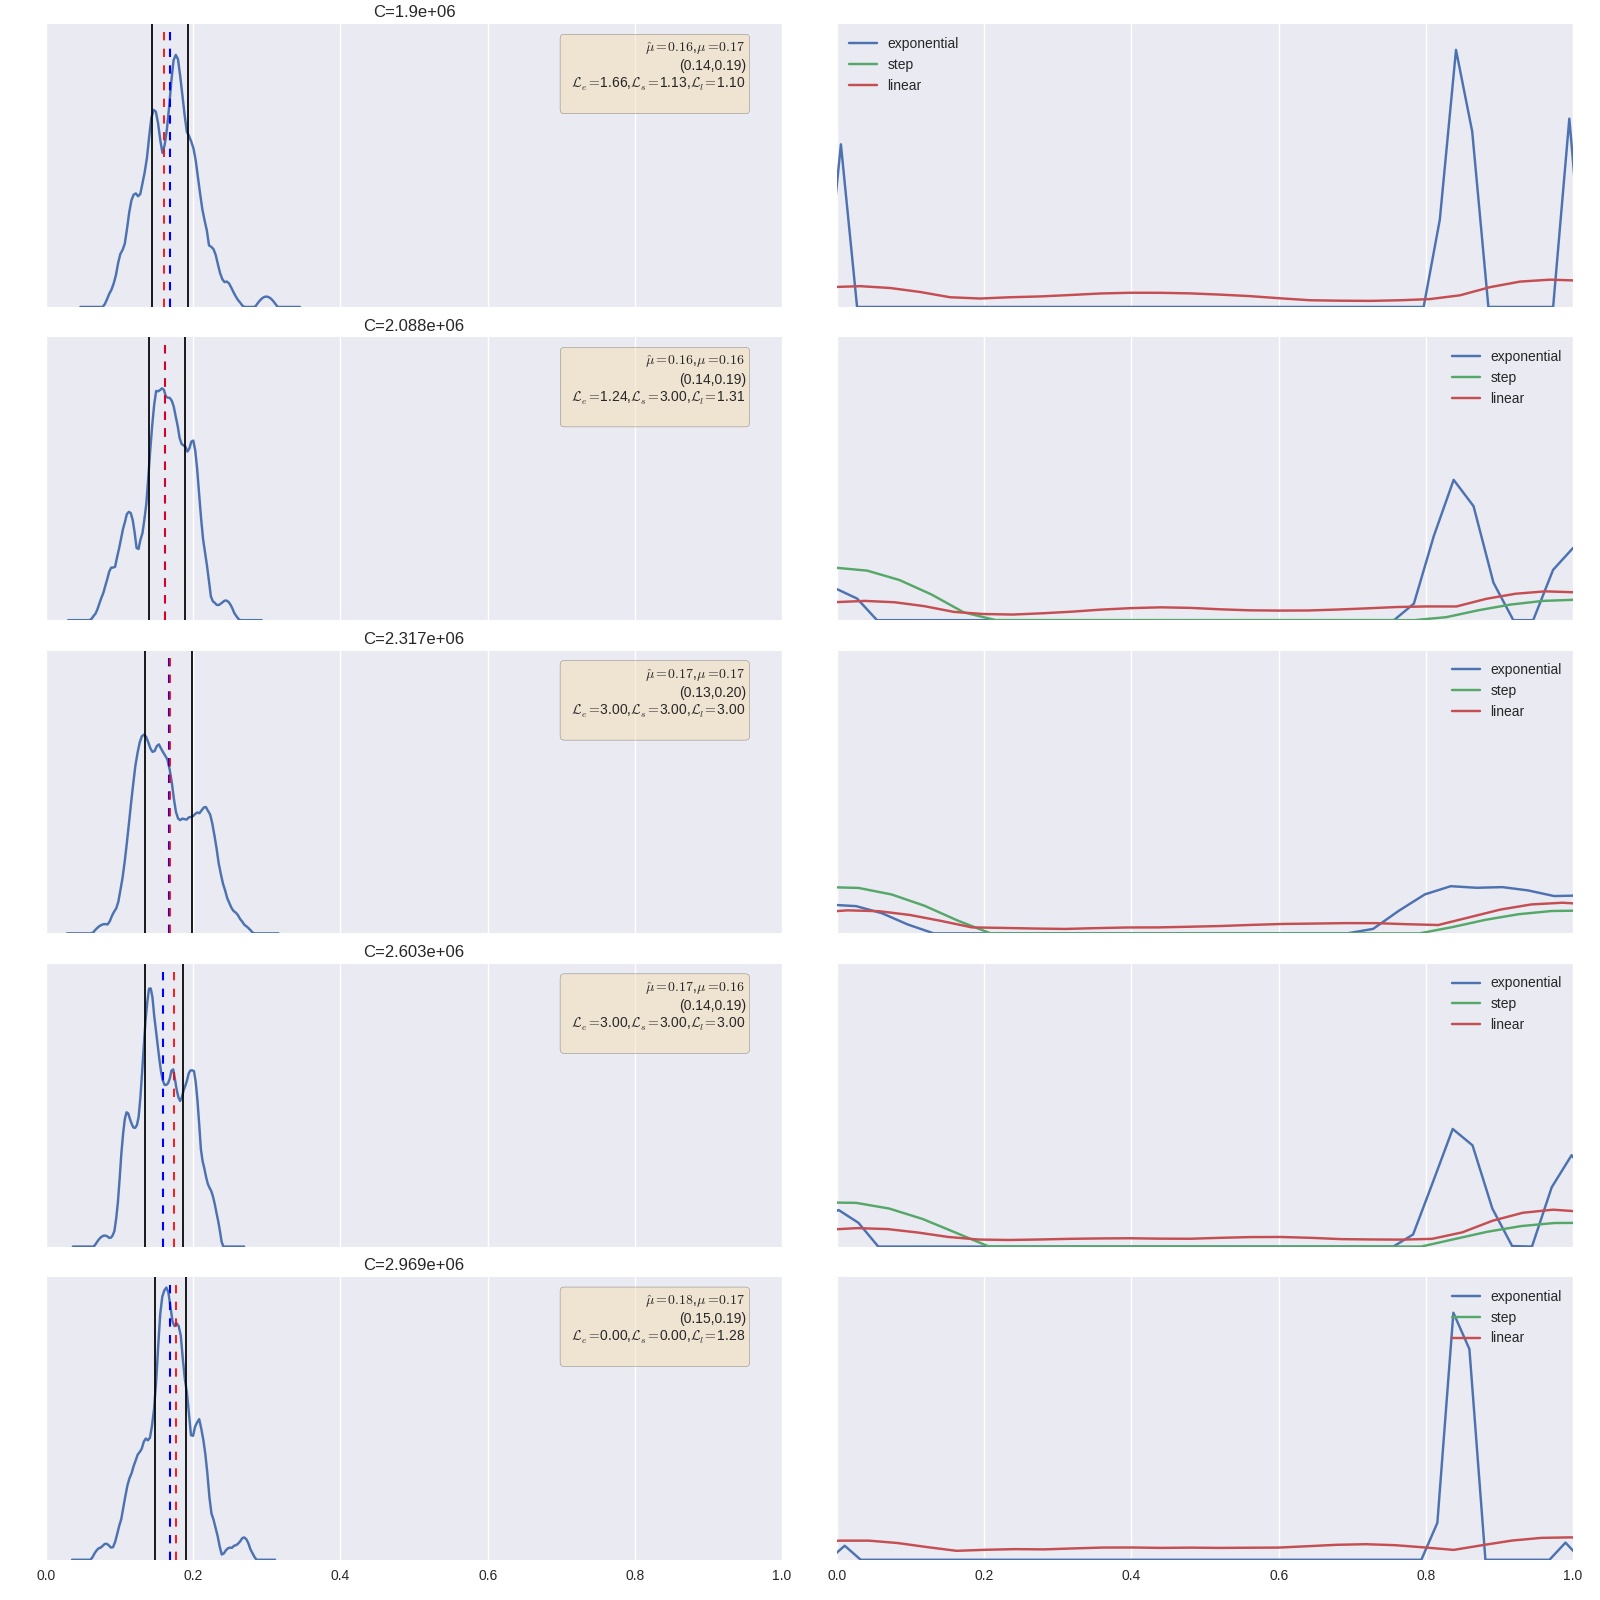 C=1.9e+06
μ̂=0.16,μ=0.17
(0.14,0.19)
ℒₑ=1.66,ℒₛ=1.13,ℒₗ=1.10
exponential
step
linear
C=2.088e+06
μ̂=0.16,μ=0.16
(0.14,0.19)
ℒₑ=1.24,ℒₛ=3.00,ℒₗ=1.31
exponential
step
linear
C=2.317e+06
μ̂=0.17,μ=0.17
(0.13,0.20)
ℒₑ=3.00,ℒₛ=3.00,ℒₗ=3.00
exponential
step
linear
C=2.603e+06
μ̂=0.17,μ=0.16
(0.14,0.19)
ℒₑ=3.00,ℒₛ=3.00,ℒₗ=3.00
exponential
step
linear
C=2.969e+06
μ̂=0.18,μ=0.17
(0.15,0.19)
ℒₑ=0.00,ℒₛ=0.00,ℒₗ=1.28
exponential
step
linear
0.0 0.2 0.4 0.6 0.8 1.0
0.0 0.2 0.4 0.6 0.8 1.0